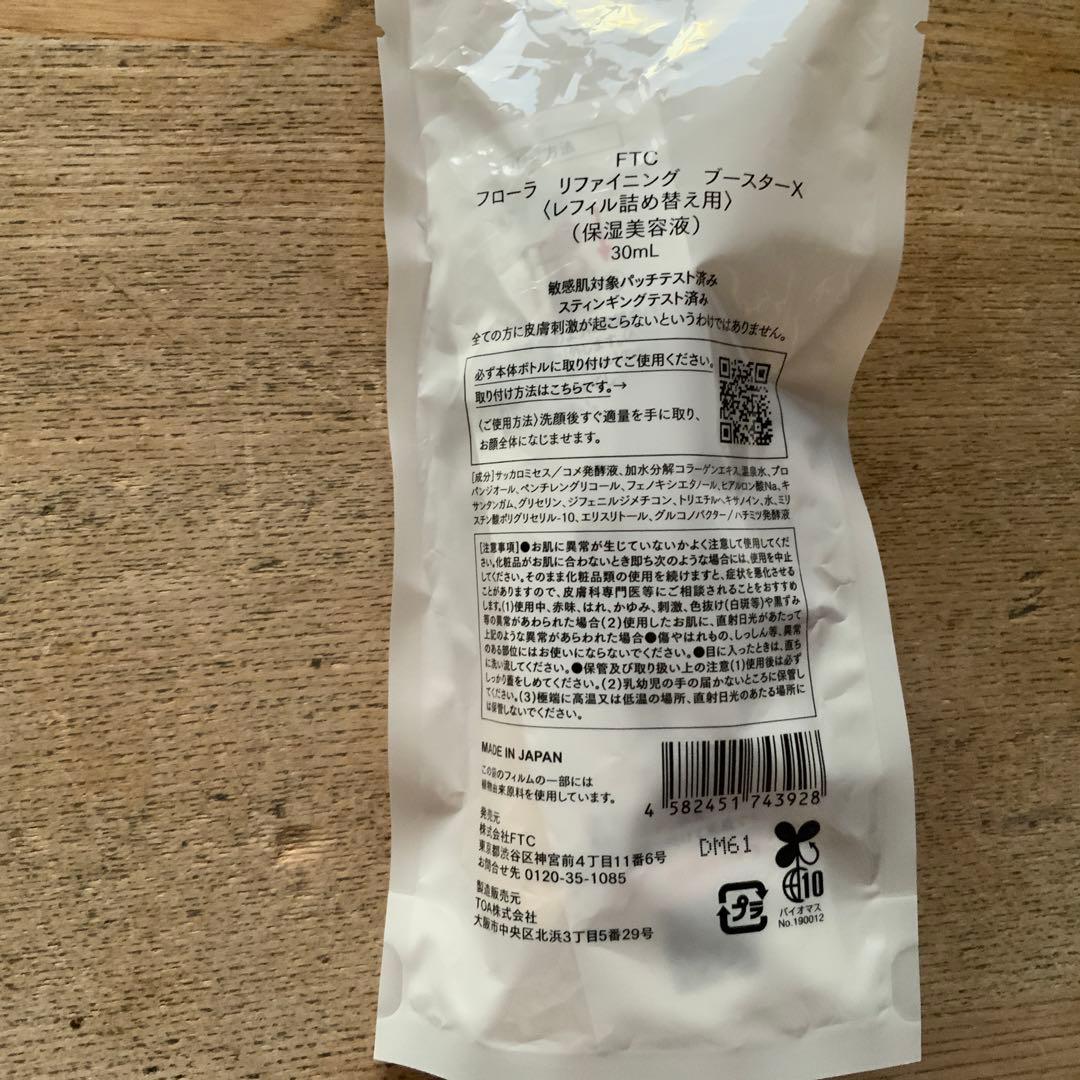 方法
FTC
フローラ リファイニング ブースターX
〈レフィル詰め替え用〉
(保湿美容液)
30mL
敏感肌対象パッチテスト済み
スティンギングテスト済み
全ての方に皮膚刺激が起こらないというわけではありません。
必ず本体ボトルに取り付けてご使用ください。
取り付け方法はこちらです。→
〈ご使用方法〉洗顔後すぐ適量を手に取り、
お顔全体になじませます。
[成分]サッカロミセス/コメ発酵液、加水分解コラーゲンエキス、温泉水、プロ
パンジオール、ペンチレングリコール、フェノキシエタノール、ヒアルロン酸Na、キ
サンタンガム、グリセリン、ジフェニルジメチコン、トリエチルヘキサノイン、水、ミリ
スチン酸ポリグリセリル-10、エリスリトール、グルコノバクター/ハチミツ発酵液
[注意事項]●お肌に異常が生じていないかよく注意して使用してくだ
さい。化粧品がお肌に合わないとき即ち次のような場合には、使用を中止
してください。そのまま化粧品類の使用を続けますと、症状を悪化させる
ことがありますので、皮膚科専門医等にご相談されることをおすすめ
します。(1)使用中、赤味、はれ、かゆみ、刺激、色抜け(白斑等)や黒ずみ
等の異常があらわれた場合(2)使用したお肌に、直射日光があたって
上記のような異常があらわれた場合●傷やはれもの、しっしん等、異常
のある部位にはお使いにならないでください。●目に入ったときは、直ち
に洗い流してください。●保管及び取り扱い上の注意(1)使用後は必ず
しっかり蓋をしめてください。(2)乳幼児の手の届かないところに保管し
てください。(3)極端に高温又は低温の場所、直射日光のあたる場所に
は保管しないでください。
MADE IN JAPAN
この袋のフィルムの一部には
植物由来原料を使用しています。
4 582451 743928
発売元
株式会社FTC
東京都渋谷区神宮前4丁目11番6号
お問合せ先 0120-35-1085
DM61
製造販売元
TOA株式会社
大阪市中央区北浜3丁目5番29号
プラ
10
バイオマス
No.190012